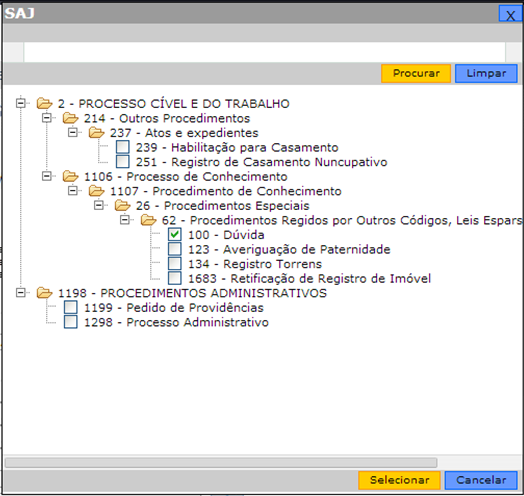 SAJ
X
Procurar Limpar
2 - PROCESSO CÍVEL E DO TRABALHO
214 - Outros Procedimentos
237 - Atos e expedientes
239 - Habilitação para Casamento
251 - Registro de Casamento Nuncupativo
1106 - Processo de Conhecimento
1107 - Procedimento de Conhecimento
26 - Procedimentos Especiais
62 - Procedimentos Regidos por Outros Códigos, Leis Espars
100 - Dúvida
123 - Averiguação de Paternidade
134 - Registro Torrens
1683 - Retificação de Registro de Imóvel
1198 - PROCEDIMENTOS ADMINISTRATIVOS
1199 - Pedido de Providências
1298 - Processo Administrativo
Selecionar Cancelar